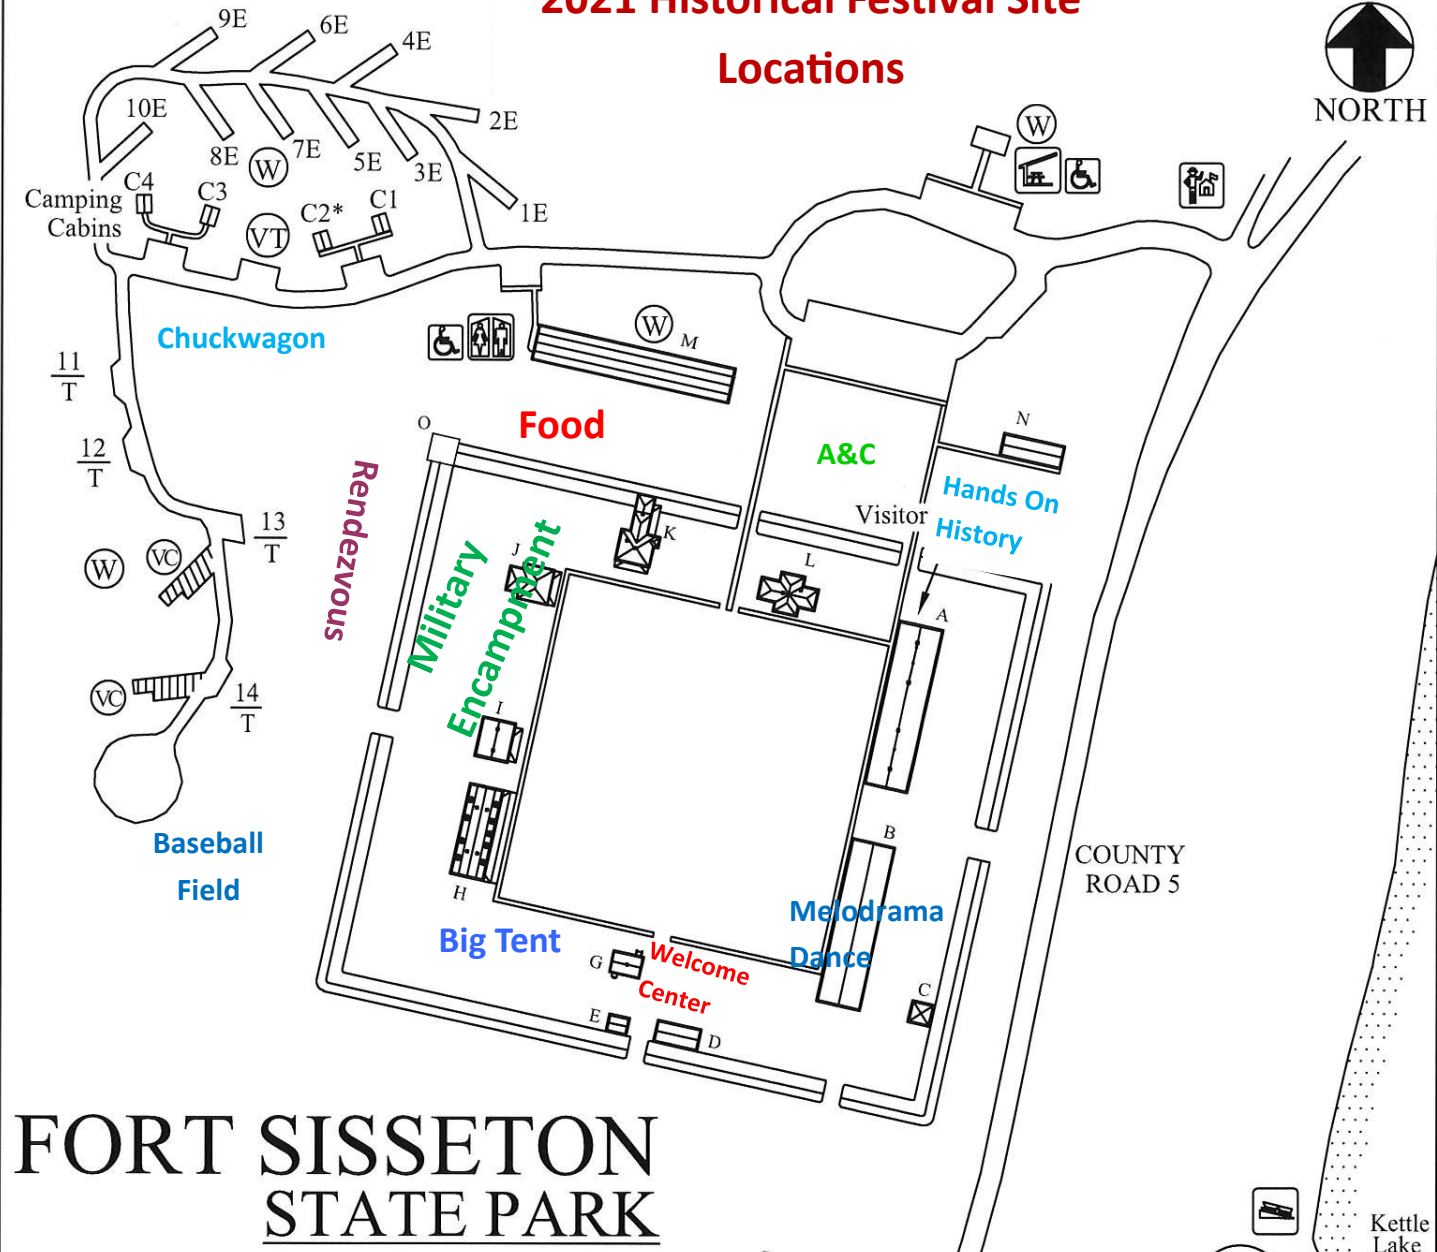 2021 Historical Festival Site
Locations
NORTH
9E
6E
4E
2E
10E
8E
7E
5E
3E
1E
W
W
C4
C3
C2*
C1
Camping
Cabins
VT
Chuckwagon
W
M
11
T
12
T
13
T
14
T
W
VC
VC
O
Food
A&C
N
Hands On
History
Visitor
Rendezvous
Military
Encampment
J
K
L
A
I
H
B
Baseball
Field
COUNTY
ROAD 5
Big Tent
Melodrama
Dance
G
Welcome
Center
E
D
C
FORT SISSETON
STATE PARK
Kettle
Lake